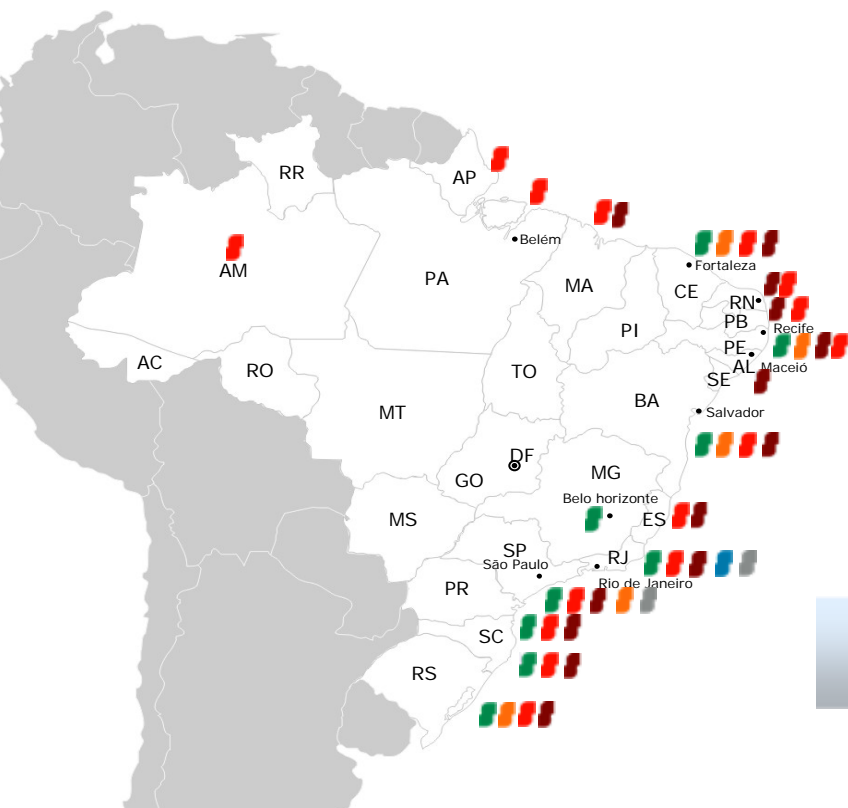 RR
AP
Belém
AM
PA
Fortaleza
MA
CE
RN
PB
Recife
PI
PE
AL
Maceió
AC
RO
TO
SE
BA
MT
Salvador
DF
GO
MG
Belo horizonte
MS
ES
SP
RJ
São Paulo
Rio de Janeiro
PR
SC
RS